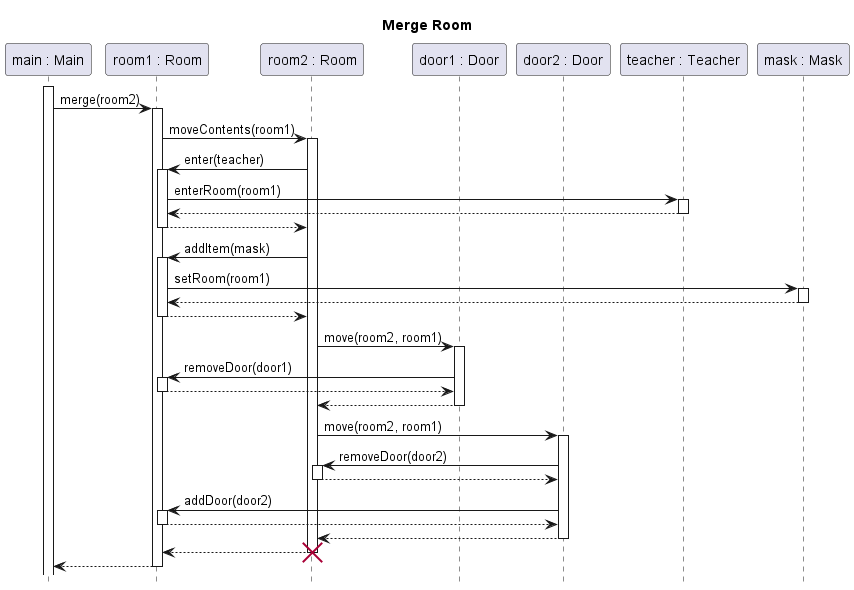 Merge Room
main : Main
room1 : Room
room2 : Room
door1 : Door
door2 : Door
teacher : Teacher
mask : Mask
merge(room2)
moveContents(room1)
enter(teacher)
enterRoom(room1)
addItem(mask)
setRoom(room1)
move(room2, room1)
removeDoor(door1)
move(room2, room1)
removeDoor(door2)
addDoor(door2)